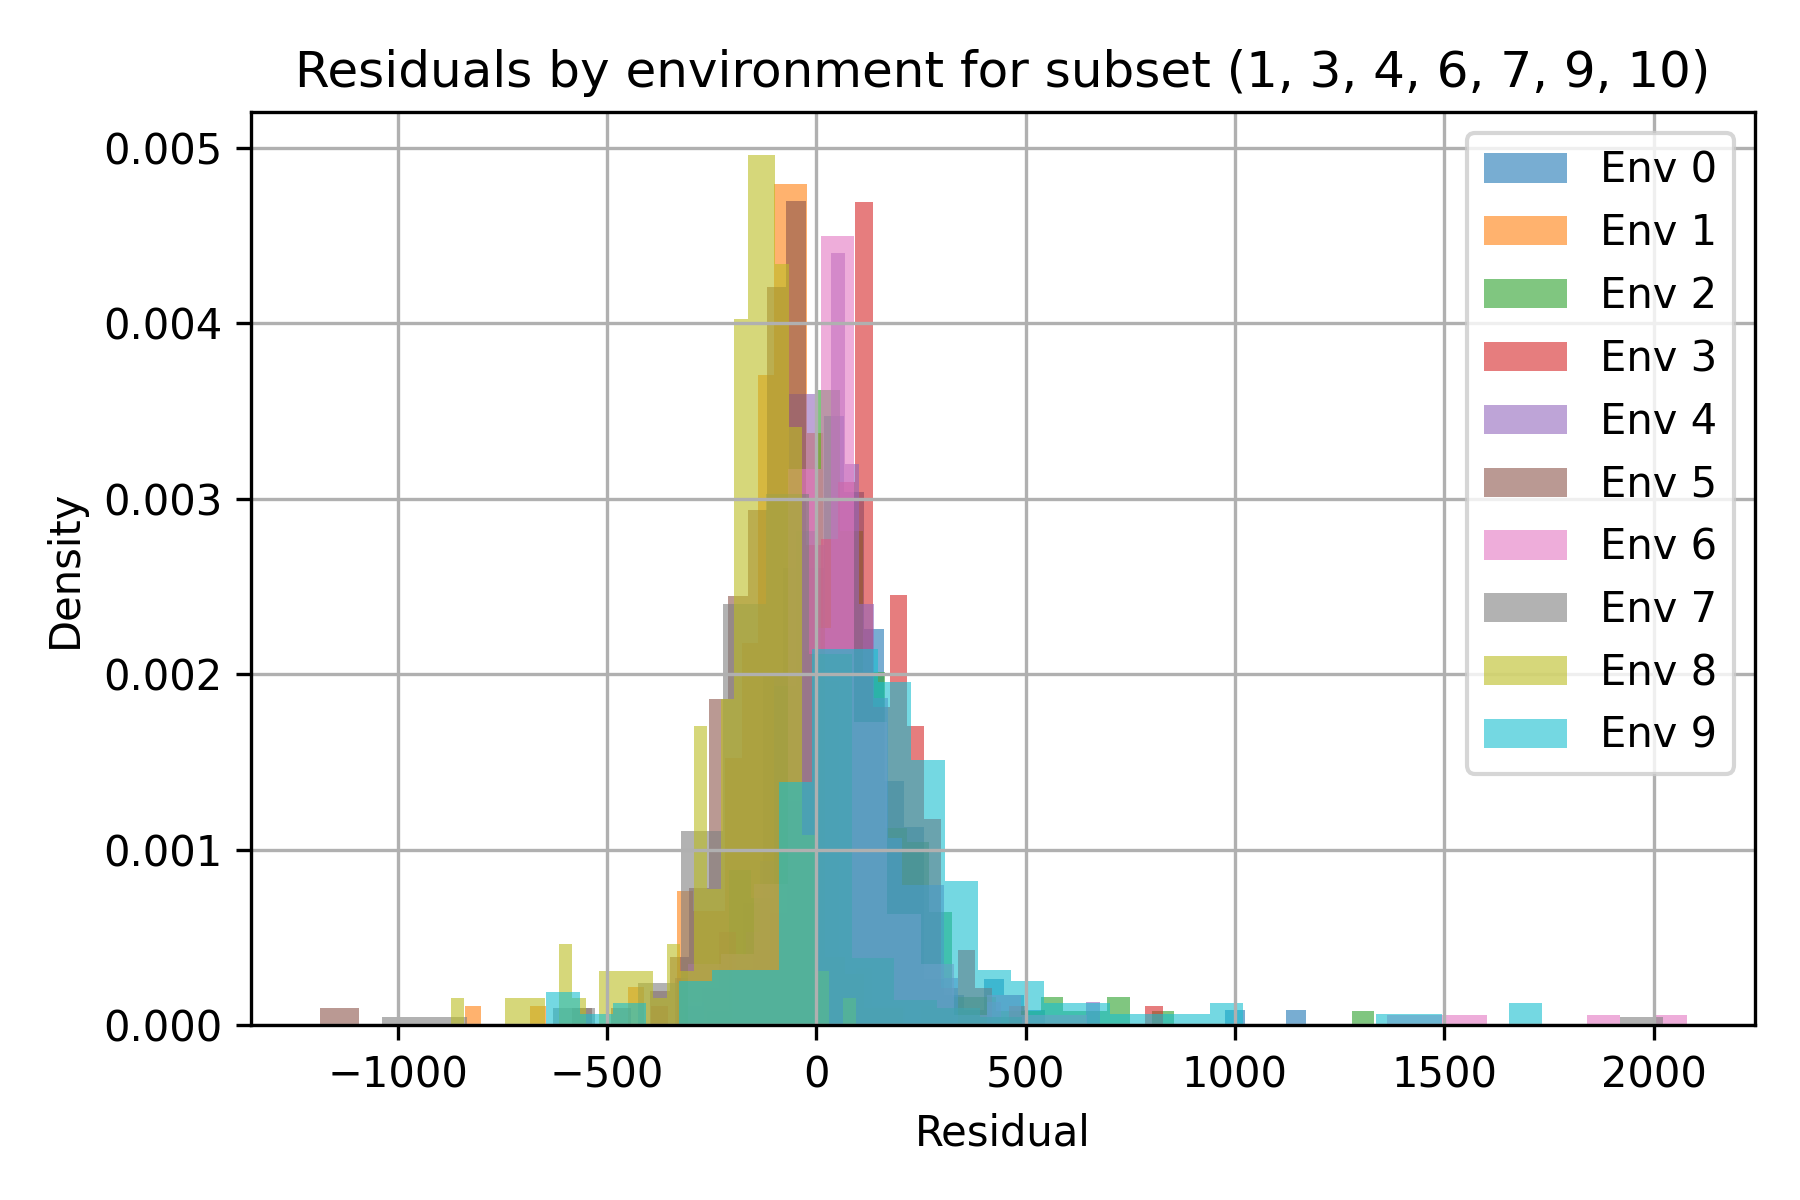 Residuals by environment for subset (1, 3, 4, 6, 7, 9, 10)
0.005
0.004
0.003
0.002
0.001
0.000
Density
Env 0
Env 1
Env 2
Env 3
Env 4
Env 5
Env 6
Env 7
Env 8
Env 9
−1000 −500 0 500 1000 1500 2000
Residual